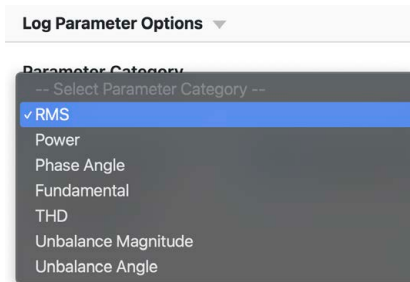 Log Parameter Options
Parameter Category
-- Select Parameter Category --
✓ RMS
Power
Phase Angle
Fundamental
THD
Unbalance Magnitude
Unbalance Angle